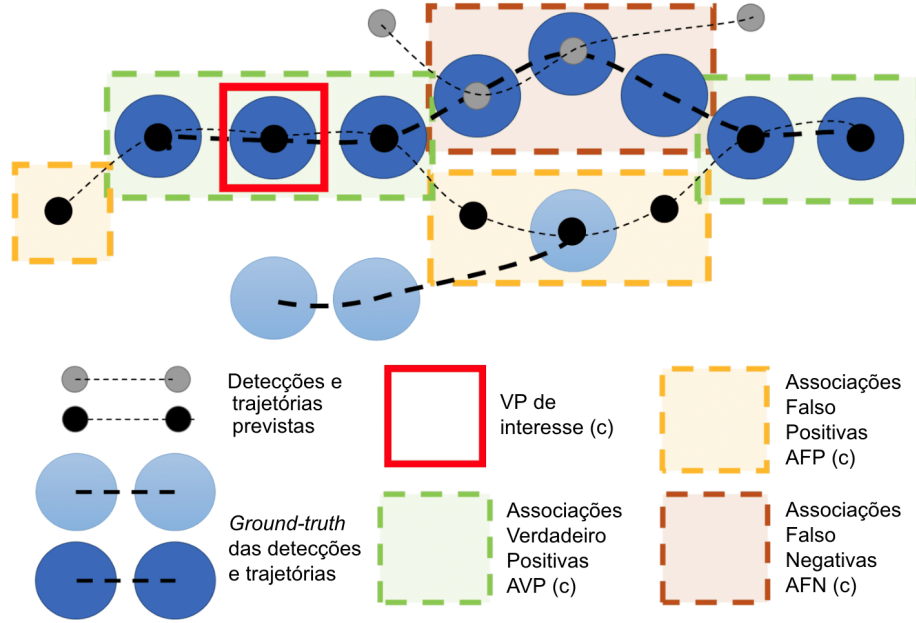 Detecções e
trajetórias
previstas
VP de
interesse (c)
Associações
Falso
Positivas
AFP (c)
Ground-truth
das detecções
e trajetórias
Associações
Verdadeiro
Positivas
AVP (c)
Associações
Falso
Negativas
AFN (c)